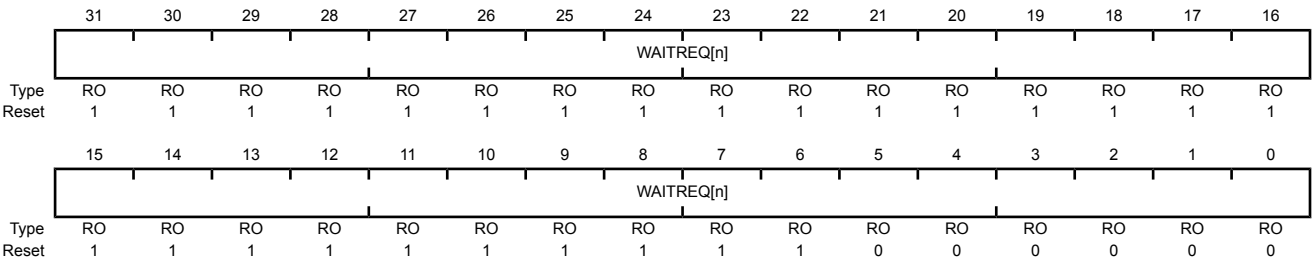 31 30 29 28 27 26 25 24 23 22 21 20 19 18 17 16
WAITREQ[n]
Type RO RO RO RO RO RO RO RO RO RO RO RO RO RO RO RO
Reset 1 1 1 1 1 1 1 1 1 1 1 1 1 1 1 1
15 14 13 12 11 10 9 8 7 6 5 4 3 2 1 0
WAITREQ[n]
Type RO RO RO RO RO RO RO RO RO RO RO RO RO RO RO RO
Reset 1 1 1 1 1 1 1 1 1 1 0 0 0 0 0 0